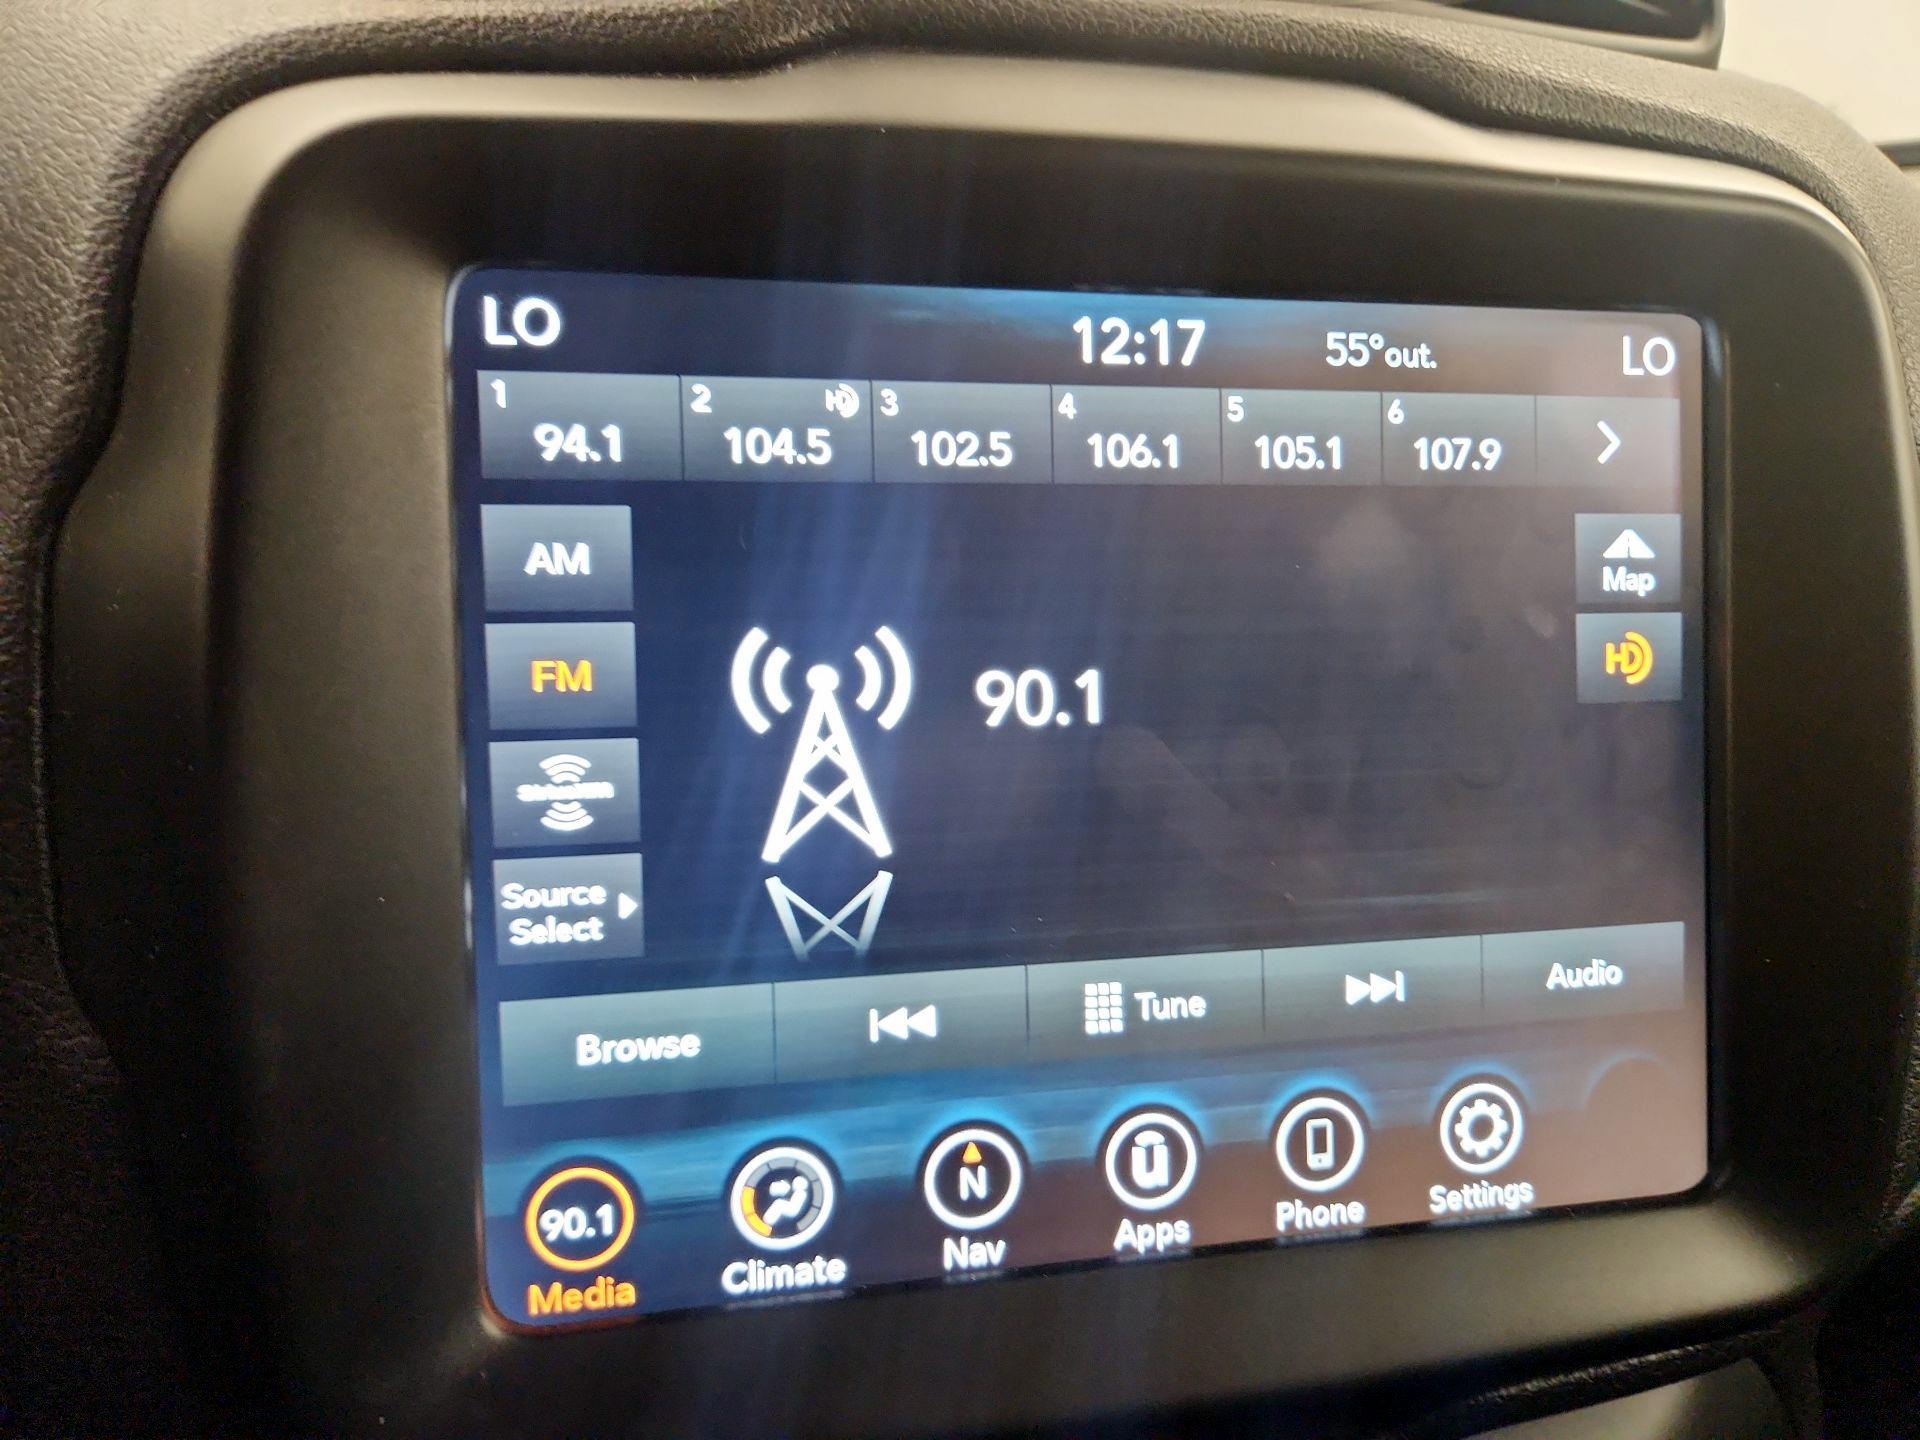 LO 12:17 55°out. LO
1 2 HD 3 4 5 6
94.1 104.5 102.5 106.1 105.1 107.9
AM
Map
FM
HD
90.1
Source
Select
Browse Tune Audio
90.1 N u
Media Climate Nav Apps Phone Settings